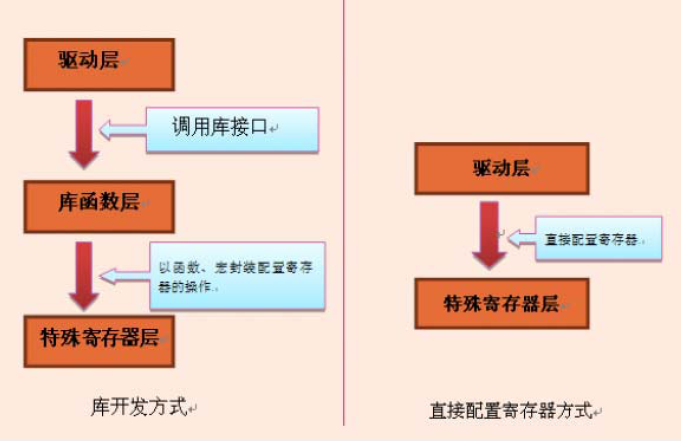 驱动层
调用库接口
库函数层
以函数、宏封装配置寄存
器的操作.
特殊寄存器层
库开发方式
驱动层
直接配置寄存器
特殊寄存器层
直接配置寄存器方式